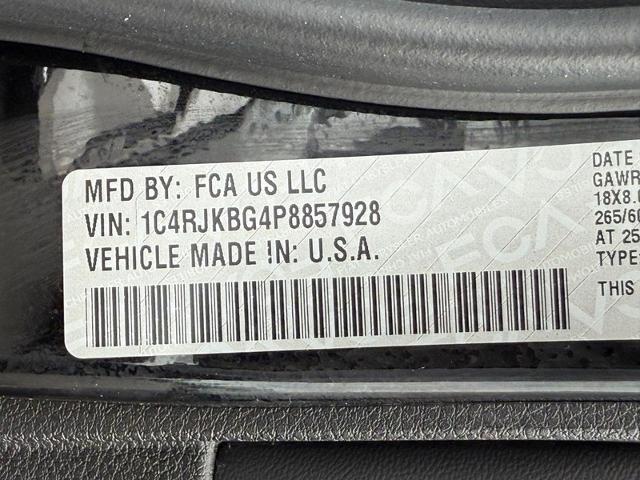 MFD BY: FCA US LLC
VIN: 1C4RJKBG4P8857928
VEHICLE MADE IN: U.S.A.
DATE
GAWR
18X8.
265/60
AT 25
TYPE:
THIS